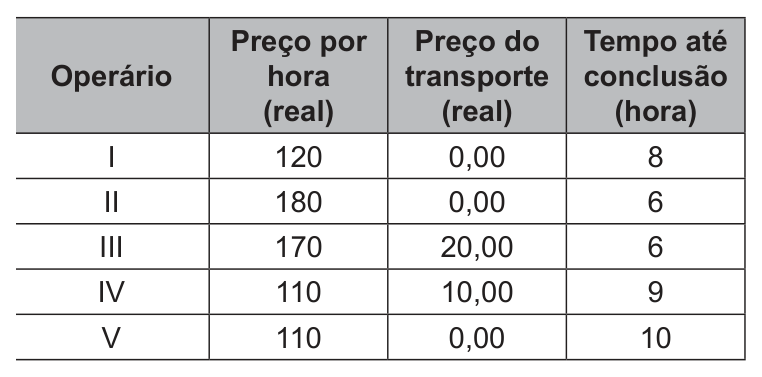 Operário Preço por hora (real) Preço do transporte (real) Tempo até conclusão (hora)
I 120 0,00 8
II 180 0,00 6
III 170 20,00 6
IV 110 10,00 9
V 110 0,00 10